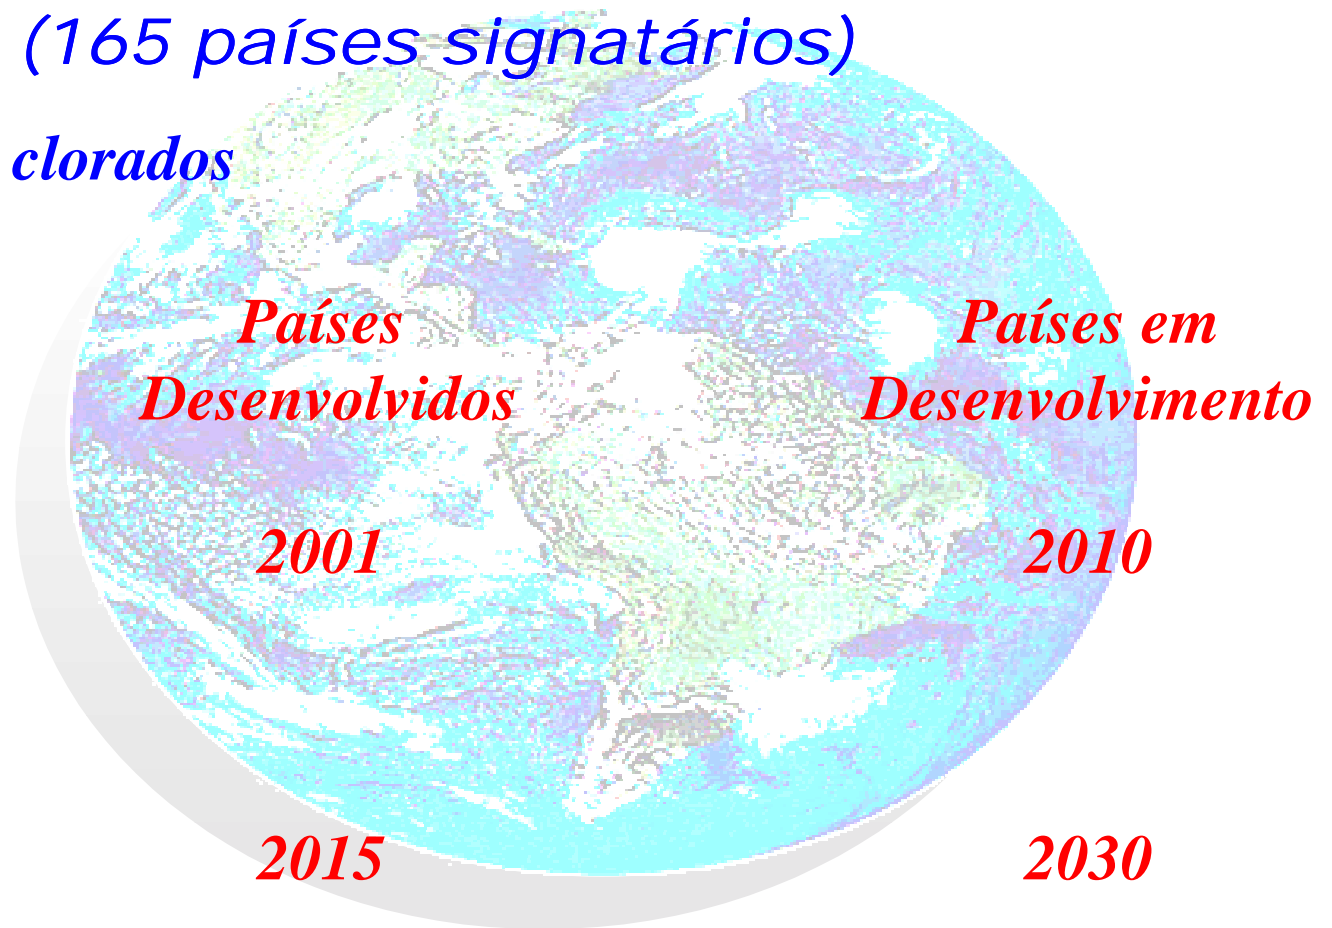 (165 países signatários)
clorados
Países
Desenvolvidos
Países em
Desenvolvimento
2001
2010
2015
2030